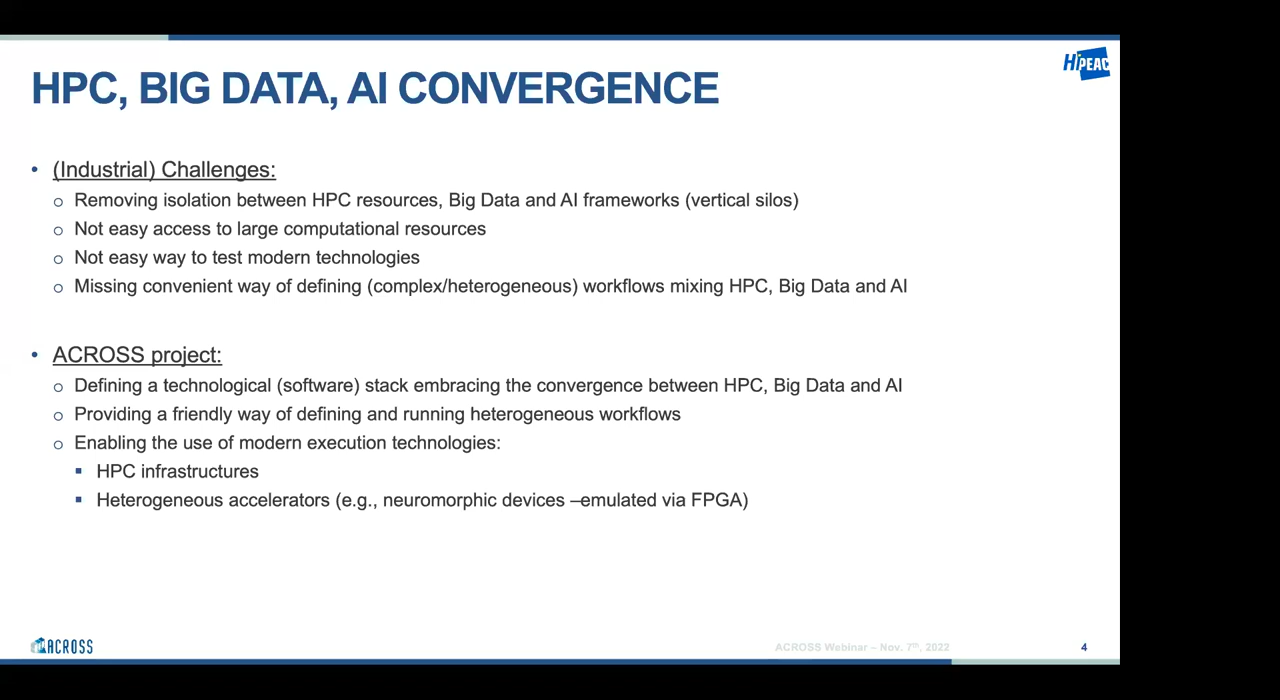 HiPEAC
HPC, BIG DATA, AI CONVERGENCE
• (Industrial) Challenges:
o Removing isolation between HPC resources, Big Data and AI frameworks (vertical silos)
o Not easy access to large computational resources
o Not easy way to test modern technologies
o Missing convenient way of defining (complex/heterogeneous) workflows mixing HPC, Big Data and AI
• ACROSS project:
o Defining a technological (software) stack embracing the convergence between HPC, Big Data and AI
o Providing a friendly way of defining and running heterogeneous workflows
o Enabling the use of modern execution technologies:
▪ HPC infrastructures
▪ Heterogeneous accelerators (e.g., neuromorphic devices –emulated via FPGA)
ACROSS
ACROSS Webinar – Nov. 7th, 2022
4